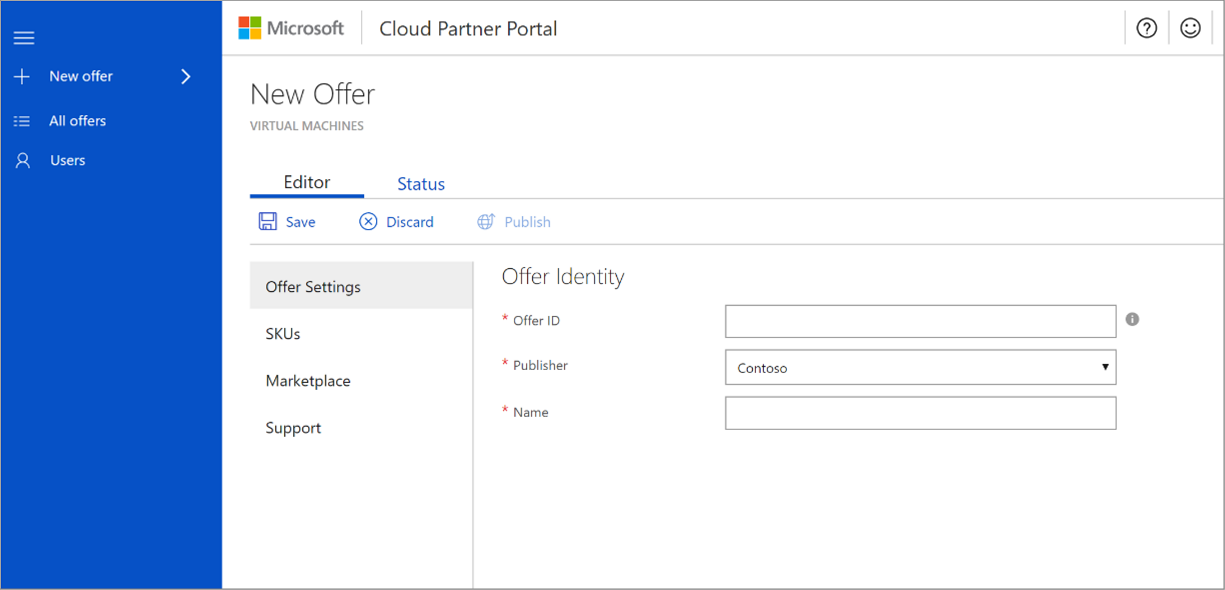 Microsoft Cloud Partner Portal
New offer
All offers
Users
New Offer
VIRTUAL MACHINES
Editor Status
Save Discard Publish
Offer Settings
SKUs
Marketplace
Support
Offer Identity
* Offer ID
* Publisher Contoso
* Name